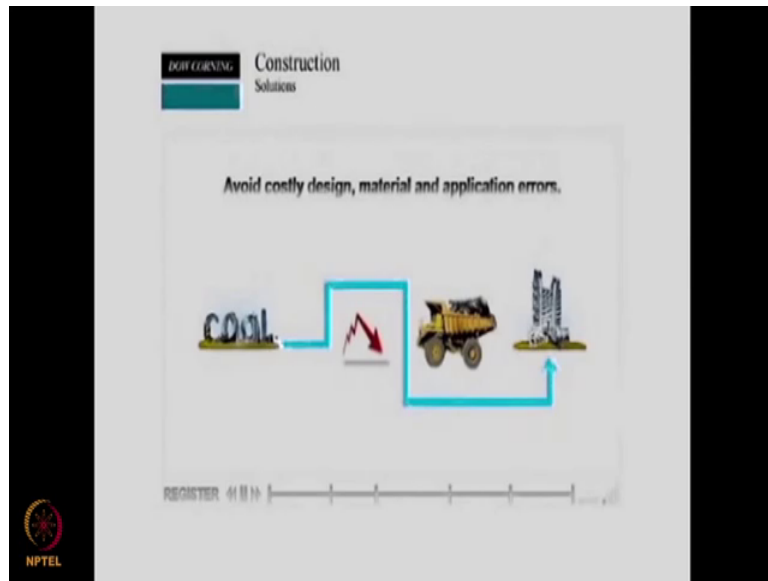 DOW CORNING
Construction
Solutions
Avoid costly design, material and application errors.
COOL
REGISTER
NPTEL